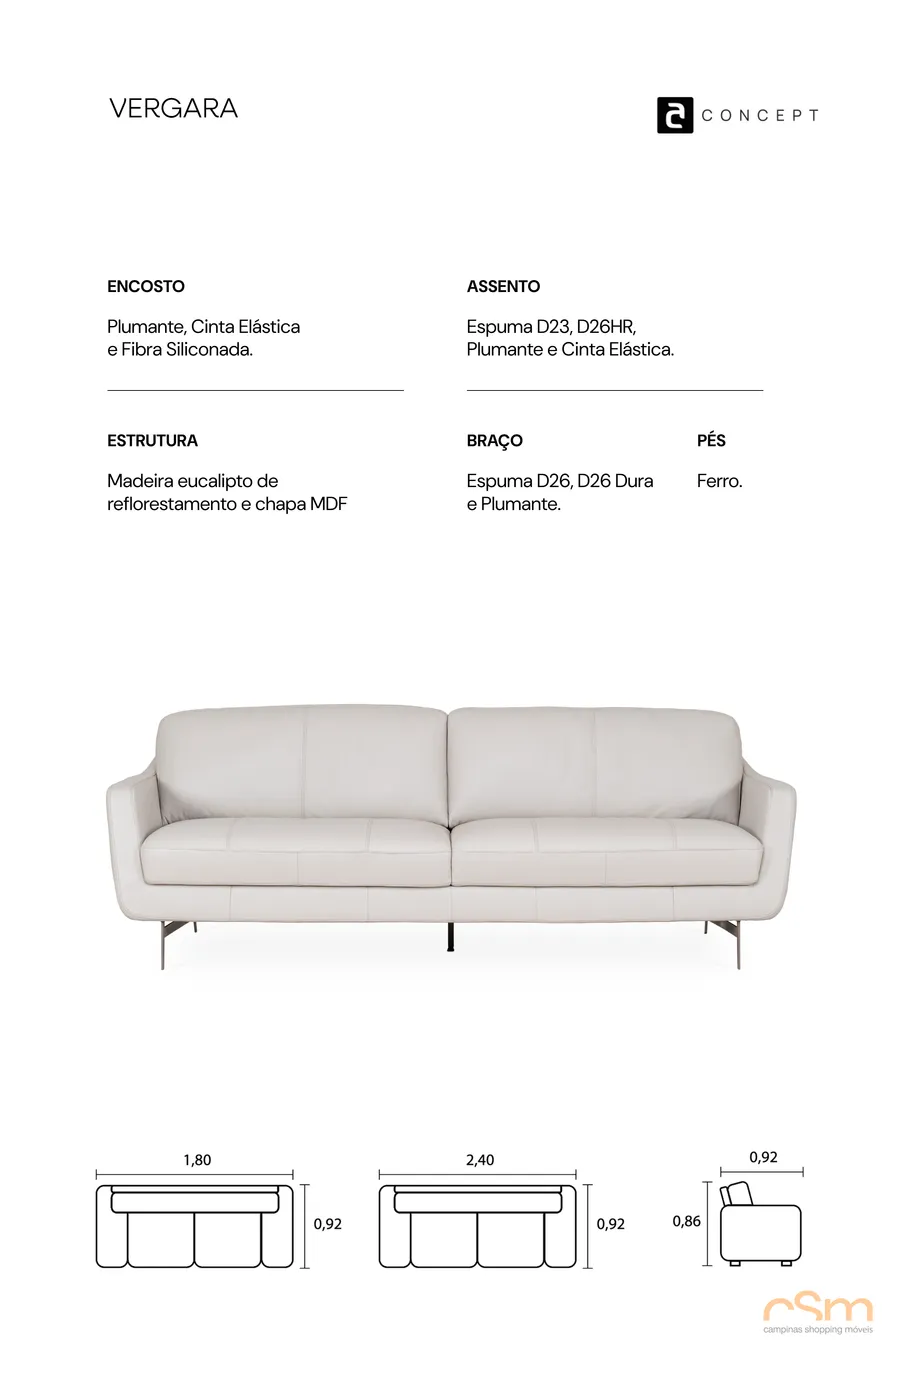 VERGARA
CONCEPT
ENCOSTO
Plumante, Cinta Elástica
e Fibra Siliconada.
ASSENTO
Espuma D23, D26HR,
Plumante e Cinta Elástica.
ESTRUTURA
Madeira eucalipto de
reflorestamento e chapa MDF
BRAÇO
Espuma D26, D26 Dura
e Plumante.
PÉS
Ferro.
1,80
0,92
2,40
0,92
0,92
0,86
csm
campinas shopping móveis